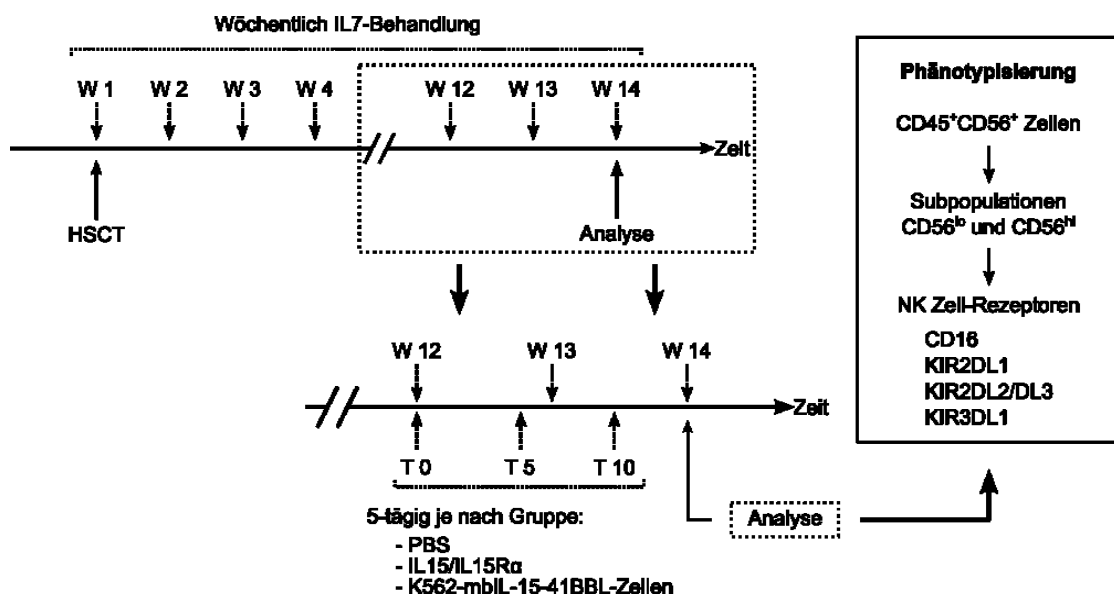 Wöchentlich IL7-Behandlung
W 1 W 2 W 3 W 4 W 12 W 13 W 14
Zeit
HSCT
Analyse
W 12 W 13 W 14
Zeit
T 0 T 5 T 10
5-tägig je nach Gruppe:
- PBS
- IL15/IL15Rα
- K562-mbIL-15-41BBL-Zellen
Analyse
Phänotypisierung
CD45⁺CD56⁺ Zellen
Subpopulationen
CD56ˡᵒ und CD56ʰⁱ
NK Zell-Rezeptoren
CD16
KIR2DL1
KIR2DL2/DL3
KIR3DL1